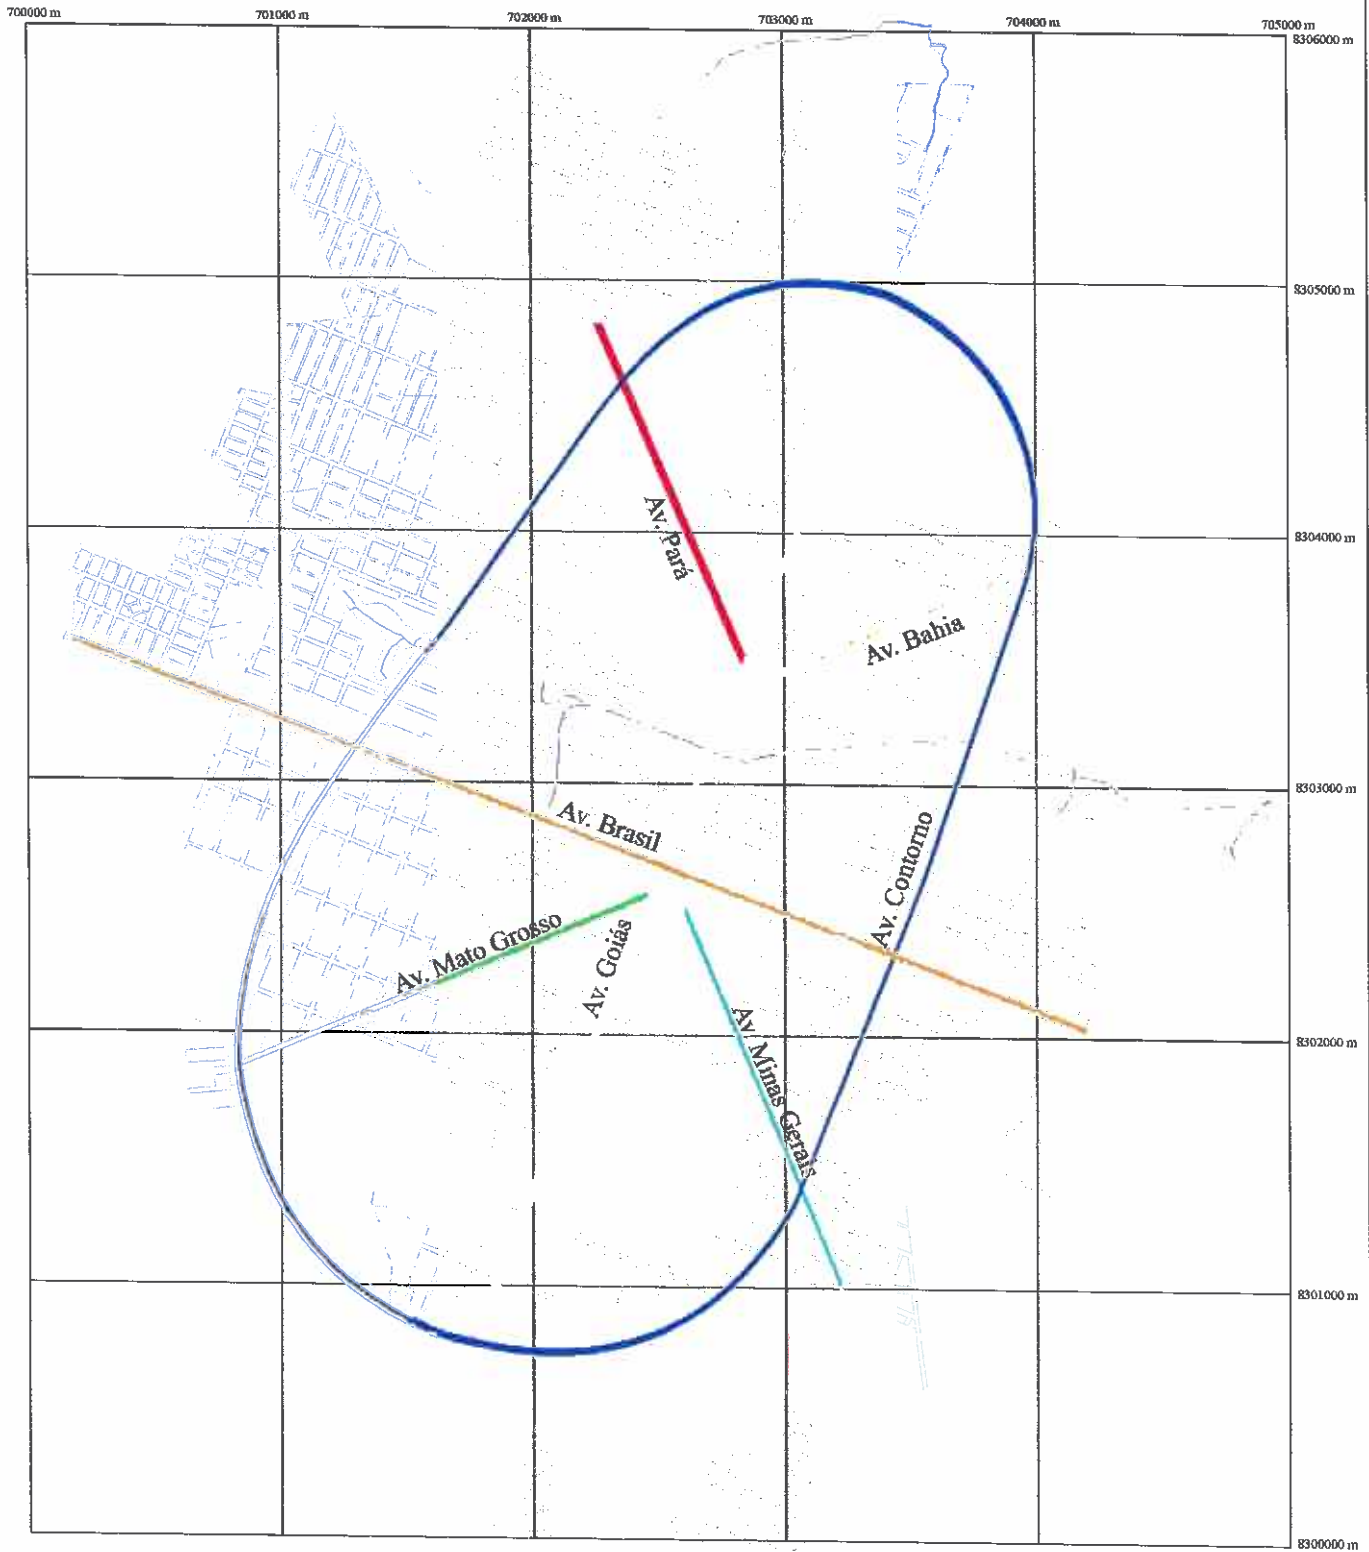 700000 m
701000 m
702000 m
703000 m
704000 m
705000 m
8306000 m
8305000 m
Av. Pará
8304000 m
Av. Bahia
8303000 m
Av. Brasil
Av. Contorno
Av. Mato Grosso
Av. Goiás
8302000 m
Av. Minas Gerais
8301000 m
8300000 m